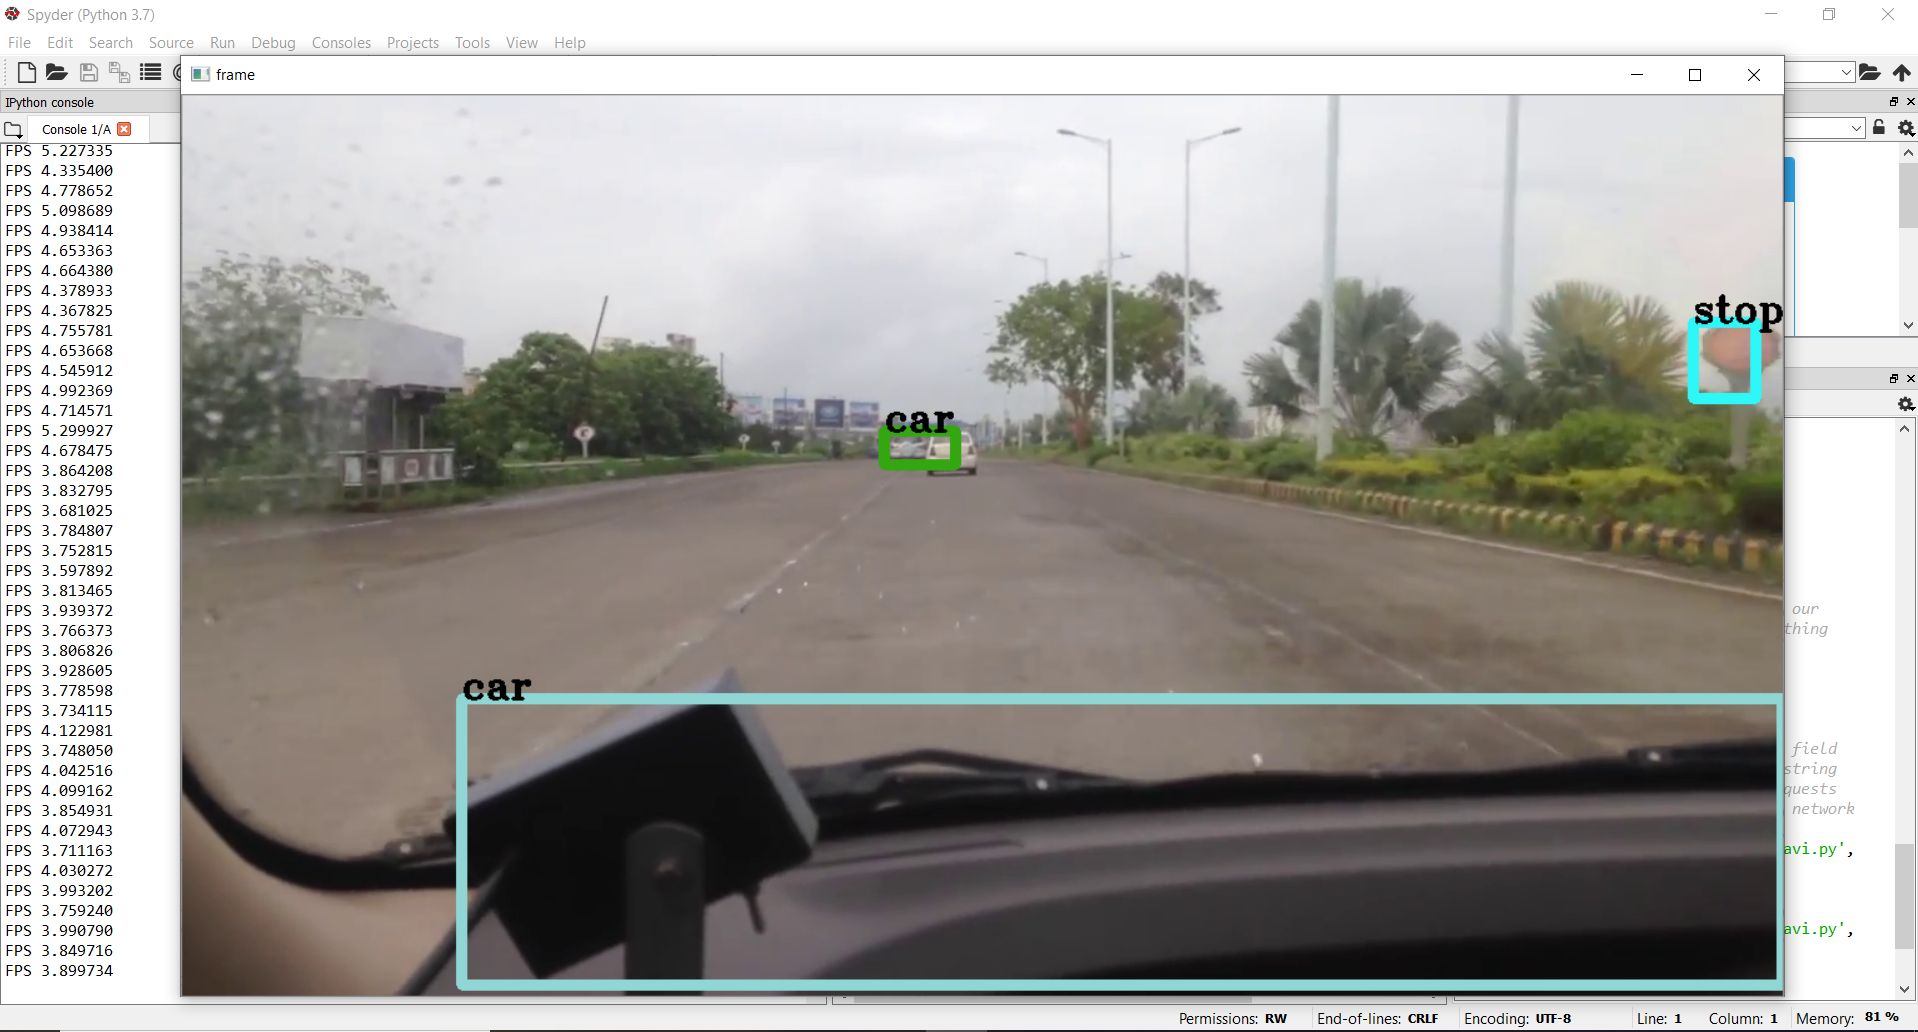 Spyder (Python 3.7)
File Edit Search Source Run Debug Consoles Projects Tools View Help
frame
IPython console
Console 1/A
FPS 5.227335
FPS 4.335400
FPS 4.778652
FPS 5.098689
FPS 4.938414
FPS 4.653363
FPS 4.664380
FPS 4.378933
FPS 4.367825
FPS 4.755781
FPS 4.653668
FPS 4.545912
FPS 4.992369
FPS 4.714571
FPS 5.299927
FPS 4.678475
FPS 3.864208
FPS 3.832795
FPS 3.681025
FPS 3.784807
FPS 3.752815
FPS 3.597892
FPS 3.813465
FPS 3.939372
FPS 3.766373
FPS 3.806826
FPS 3.928605
FPS 3.778598
FPS 3.734115
FPS 4.122981
FPS 3.748050
FPS 4.042516
FPS 4.099162
FPS 3.854931
FPS 4.072943
FPS 3.711163
FPS 4.030272
FPS 3.993202
FPS 3.759240
FPS 3.990790
FPS 3.849716
FPS 3.899734
stop
car
car
our
thing
field
string
quests
network
avi.py',
avi.py',
Permissions: RW End-of-lines: CRLF Encoding: UTF-8 Line: 1 Column: 1 Memory: 81 %